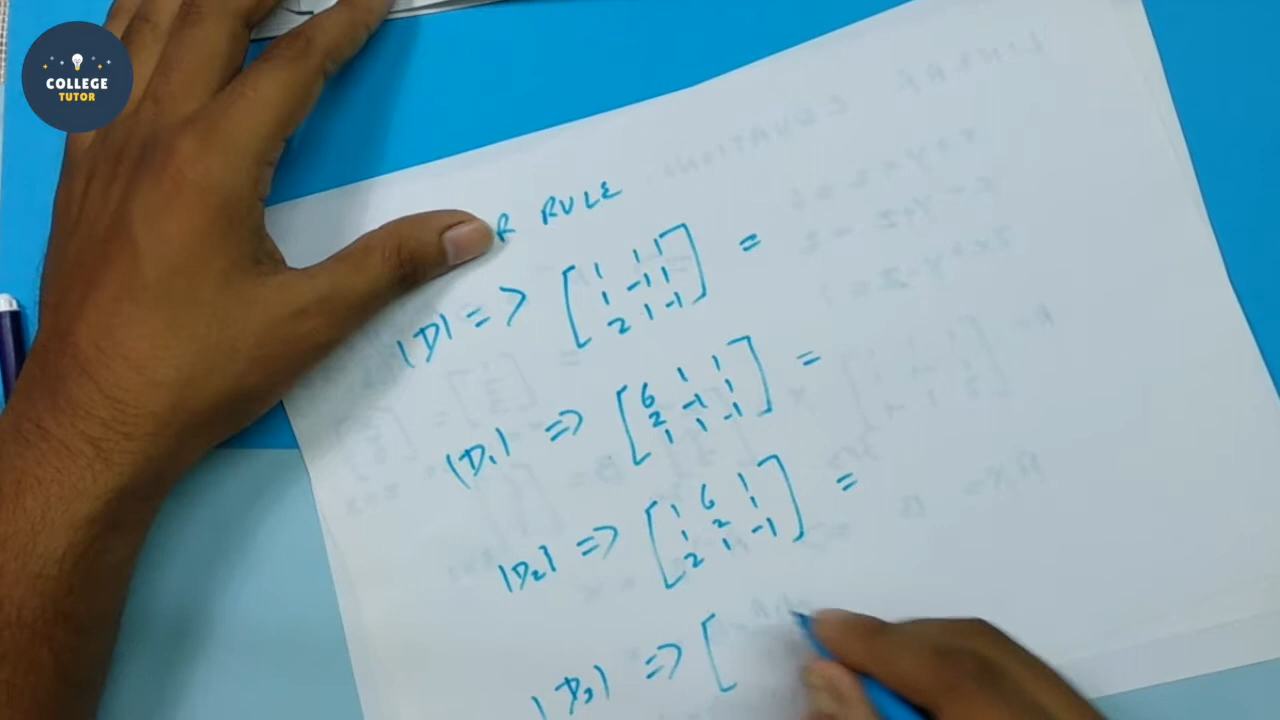 COLLEGE
TUTOR
R RULE
|D| => [ 1 1 1 =
1 -1 1
2 1 -1 ]
|D₁| => [ 6 1 1 =
2 -1 1
1 1 -1 ]
|D₂| => [ 1 6 1 =
1 2 1
2 1 -1 ]
|D₃| => [